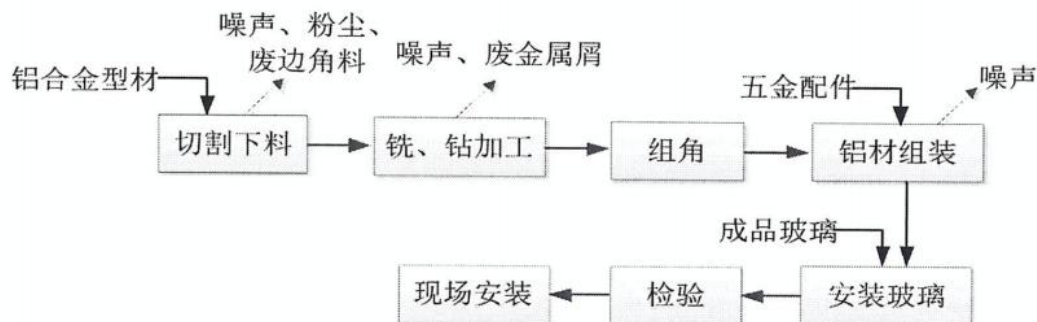 噪声、粉尘、
废边角料
噪声、废金属屑
铝合金型材
五金配件
噪声
切割下料
铣、钻加工
组角
铝材组装
成品玻璃
现场安装
检验
安装玻璃